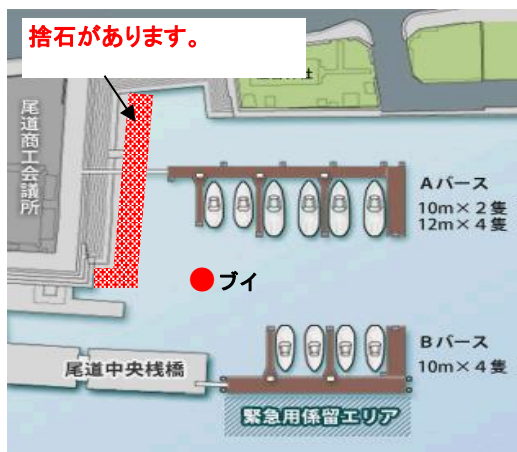 捨石があります。
神社
尾道商工会議所
Aバース
10m×2隻
12m×4隻
ブイ
Bバース
10m×4隻
尾道中央桟橋
緊急用係留エリア